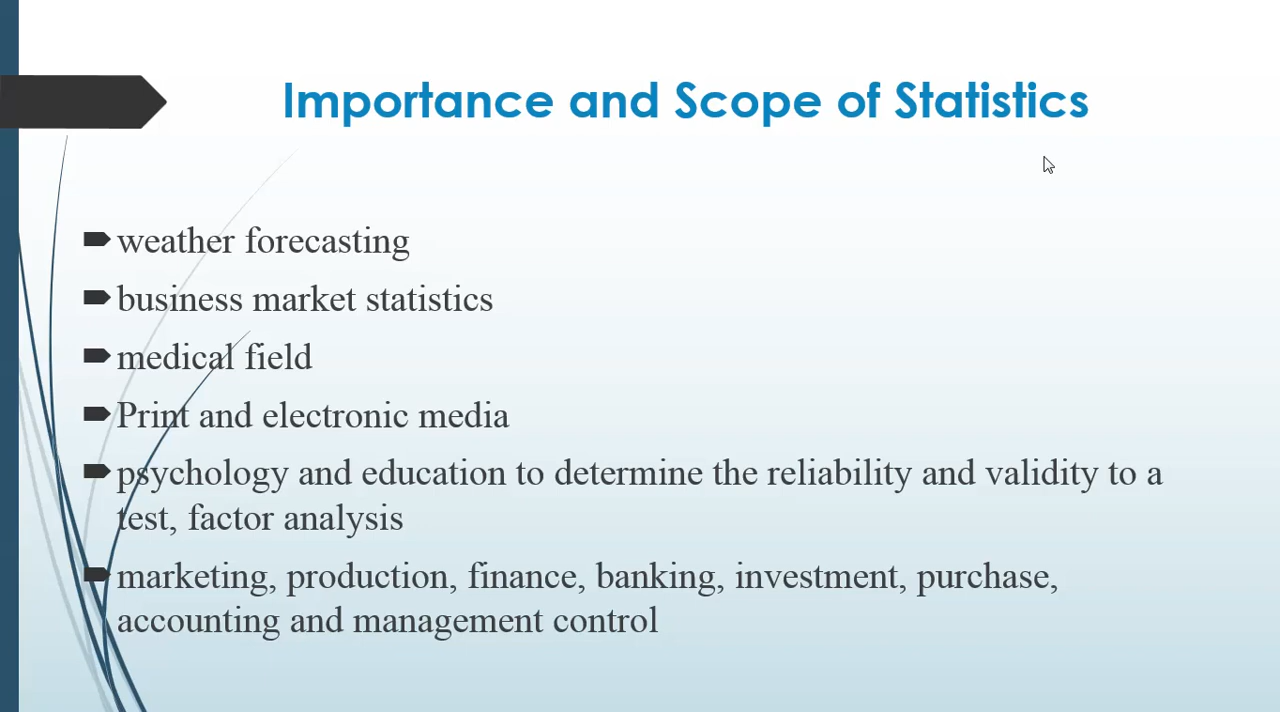 Importance and Scope of Statistics
weather forecasting
business market statistics
medical field
Print and electronic media
psychology and education to determine the reliability and validity to a
test, factor analysis
marketing, production, finance, banking, investment, purchase,
accounting and management control